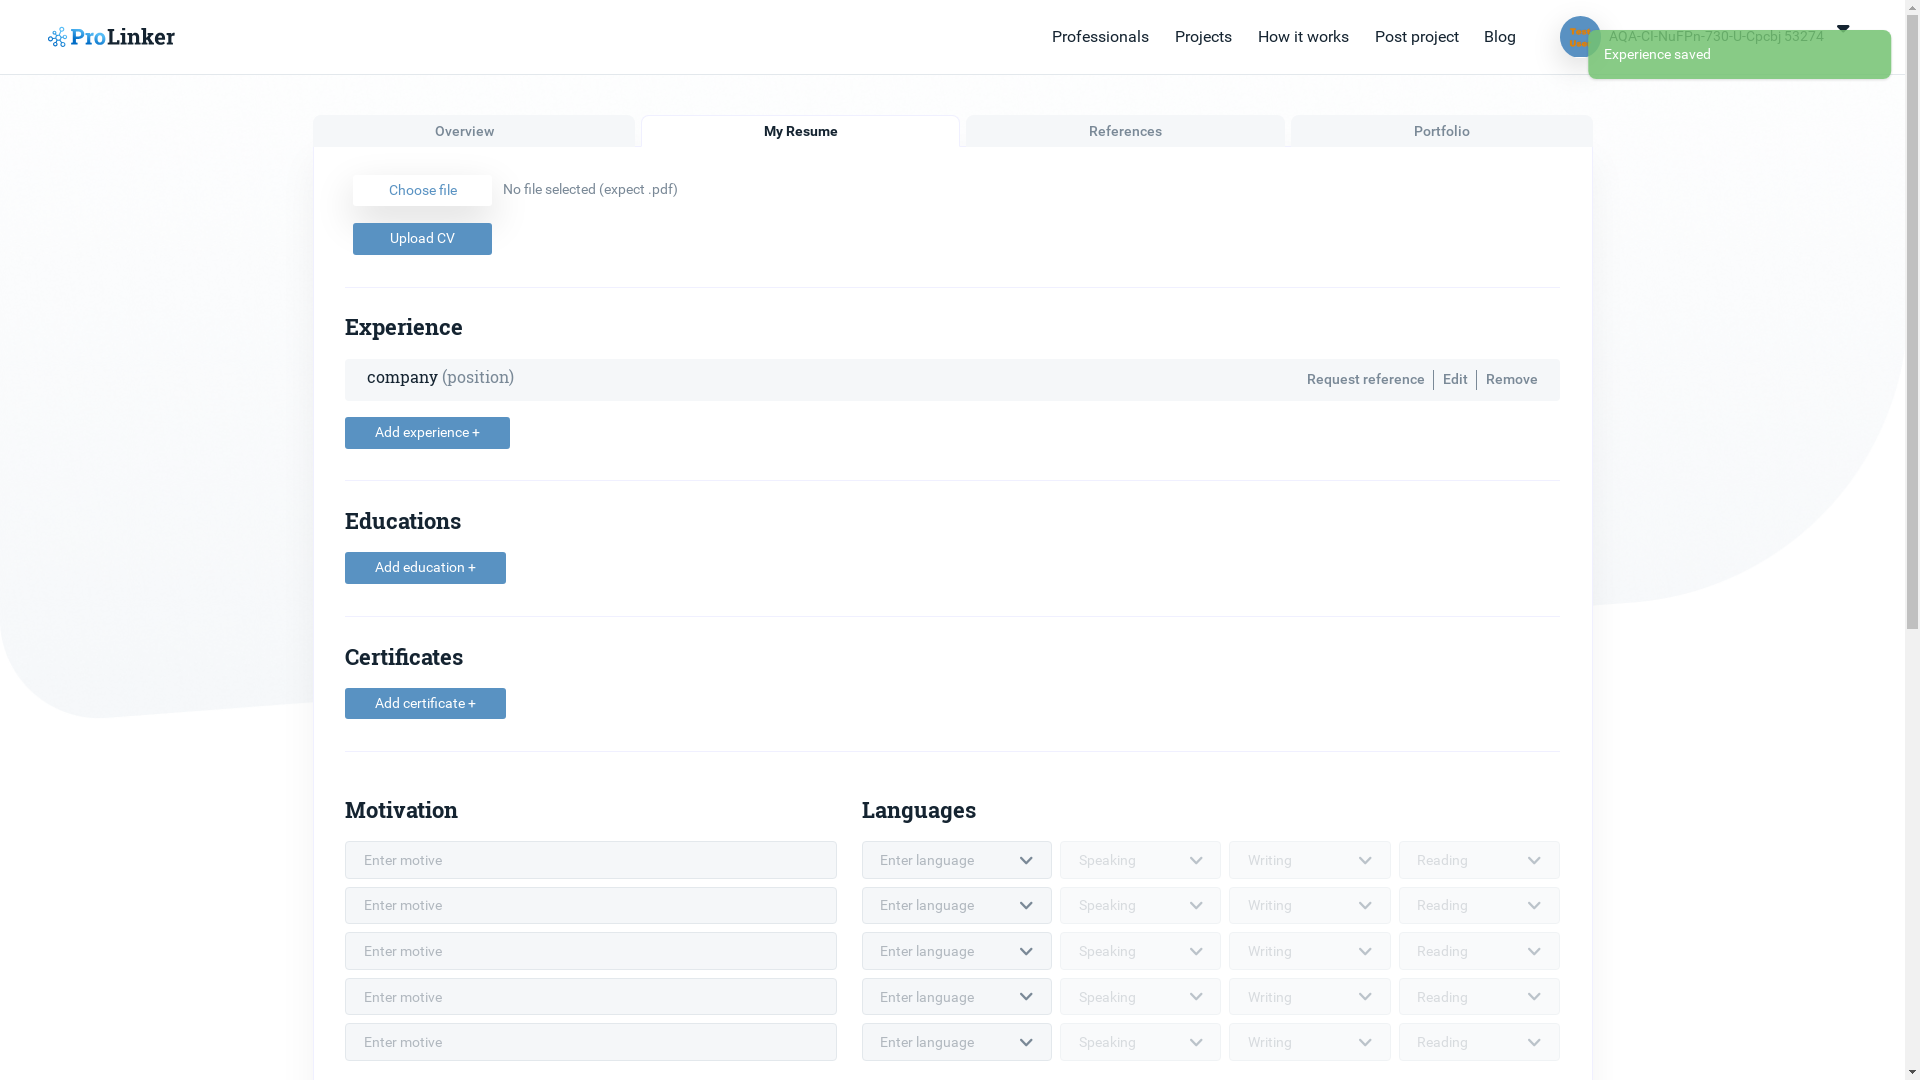 ProLinker
Professionals Projects How it works Post project Blog
AQA-CI-NuFPn-730-U-Cpcbj 53274
Experience saved
Overview My Resume References Portfolio
Choose file No file selected (expect .pdf)
Upload CV
Experience
company (position) Request reference Edit Remove
Add experience +
Educations
Add education +
Certificates
Add certificate +
Motivation Languages
Enter motive Enter language Speaking Writing Reading
Enter motive Enter language Speaking Writing Reading
Enter motive Enter language Speaking Writing Reading
Enter motive Enter language Speaking Writing Reading
Enter motive Enter language Speaking Writing Reading